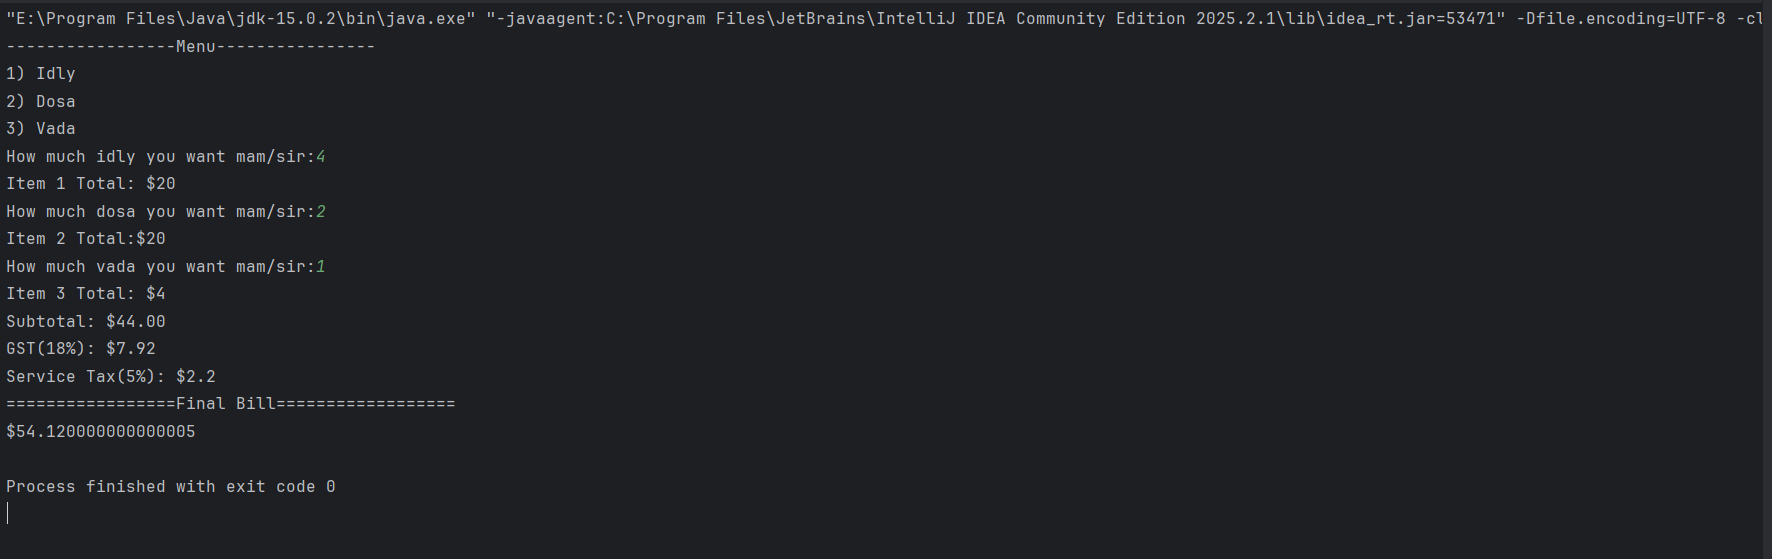 "E:\Program Files\Java\jdk-15.0.2\bin\java.exe" "-javaagent:C:\Program Files\JetBrains\IntelliJ IDEA Community Edition 2025.2.1\lib\idea_rt.jar=53471" -Dfile.encoding=UTF-8 -cl
-----------------Menu----------------
1) Idly
2) Dosa
3) Vada
How much idly you want mam/sir:4
Item 1 Total: $20
How much dosa you want mam/sir:2
Item 2 Total:$20
How much vada you want mam/sir:1
Item 3 Total: $4
Subtotal: $44.00
GST(18%): $7.92
Service Tax(5%): $2.2
=================Final Bill==================
$54.120000000000005
Process finished with exit code 0